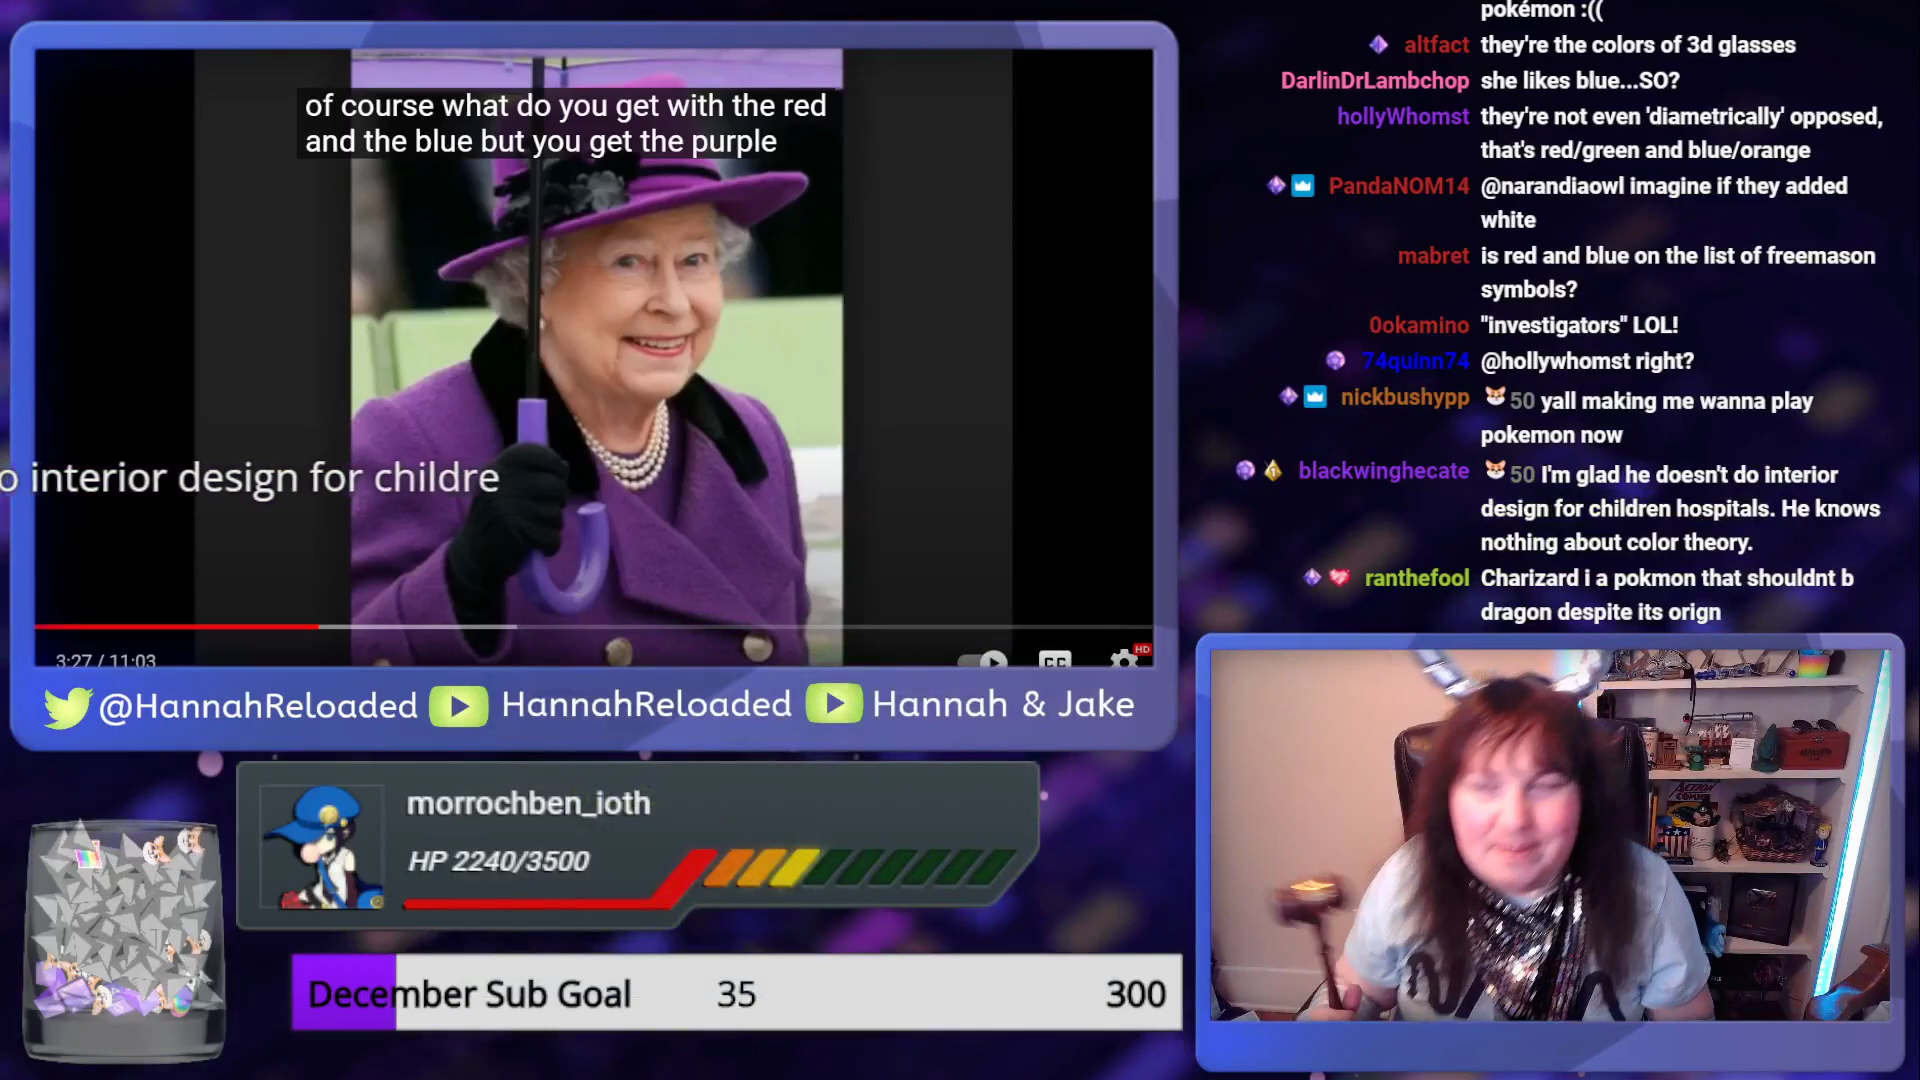 of course what do you get with the red
and the blue but you get the purple
o interior design for childre
3:27 / 11:03
CC
HD
@HannahReloaded HannahReloaded Hannah & Jake
morrochben_ioth
HP 2240/3500
December Sub Goal 35 300
pokémon :((
altfact they're the colors of 3d glasses
DarlinDrLambchop she likes blue...SO?
hollyWhomst they're not even 'diametrically' opposed,
that's red/green and blue/orange
PandaNOM14 @narandiaowl imagine if they added
white
mabret is red and blue on the list of freemason
symbols?
0okamino "investigators" LOL!
74quinn74 @hollywhomst right?
nickbushypp 50 yall making me wanna play
pokemon now
blackwinghecate 50 I'm glad he doesn't do interior
design for children hospitals. He knows
nothing about color theory.
ranthefool Charizard i a pokmon that shouldnt b
dragon despite its orign
ACTION